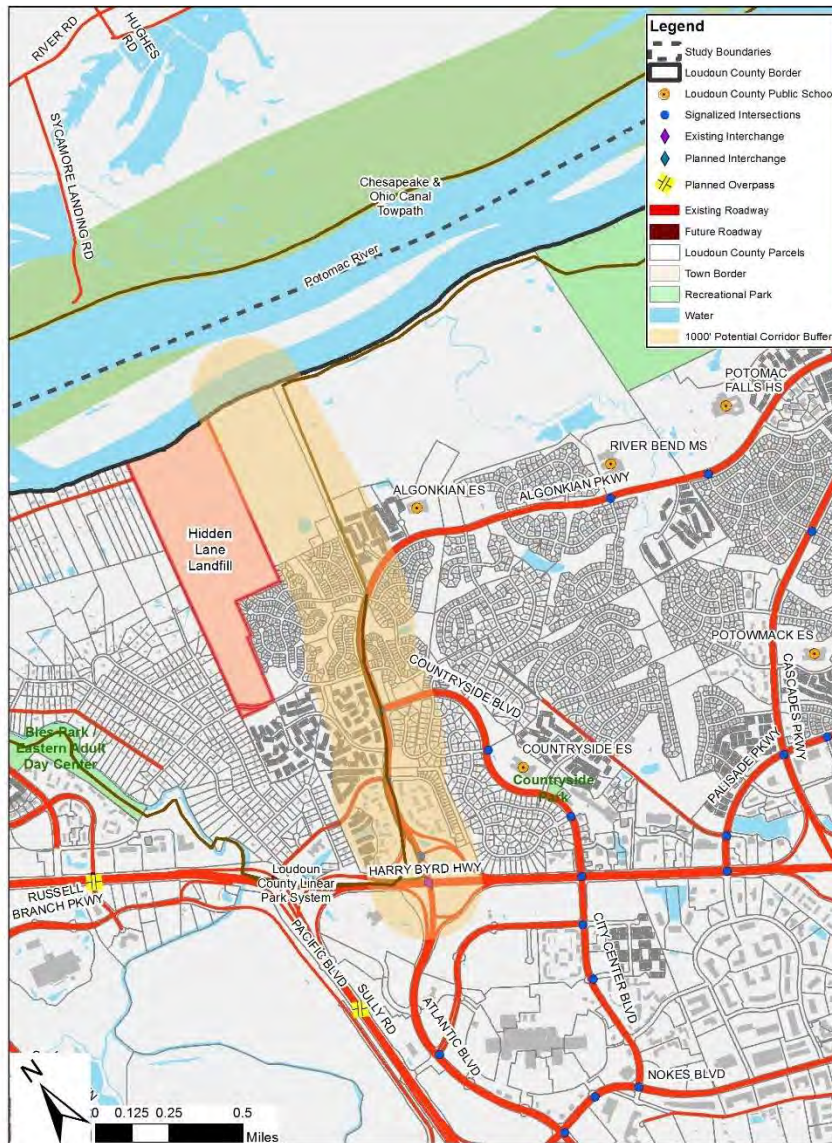 RIVER RD
HUGHES
RD
SYCAMORE LANDING RD
Legend
Study Boundaries
Loudoun County Border
Loudoun County Public School
Signalized Intersections
Existing Interchange
Planned Interchange
Planned Overpass
Existing Roadway
Future Roadway
Loudoun County Parcels
Town Border
Recreational Park
Water
1000' Potential Corridor Buffer
Chesapeake &
Ohio Canal
Towpath
Potomac River
POTOMAC
FALLS HS
RIVER BEND MS
ALGONKIAN ES
ALGONKIAN PKWY
Hidden
Lane
Landfill
POTOWMACK ES
CASCADES PKWY
COUNTRYSIDE BLVD
COUNTRYSIDE ES
Countryside
Park
PALISADE PKWY
Bles Park /
Eastern Adult
Day Center
HARRY BYRD HWY
Loudoun
County Linear
Park System
RUSSELL
BRANCH PKWY
PACIFIC BLVD
SULLY RD
ATLANTIC BLVD
CITY CENTER BLVD
NOKES BLVD
N
0 0.125 0.25 0.5
Miles